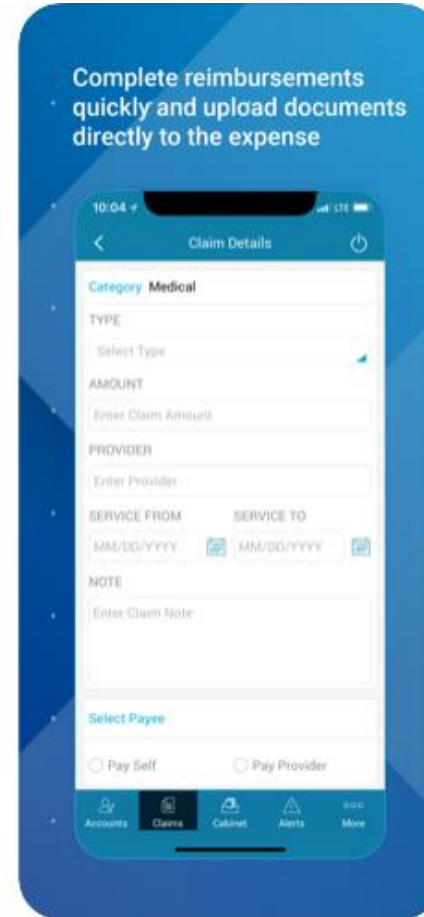 Complete reimbursements
quickly and upload documents
directly to the expense
10:04 LTE
Claim Details
Category Medical
TYPE
Select Type
AMOUNT
Enter Claim Amount
PROVIDER
Enter Provider
SERVICE FROM SERVICE TO
MM/DD/YYYY MM/DD/YYYY
NOTE
Enter Claim Note
Select Payee
Pay Self Pay Provider
Accounts Claims Cabinet Alerts More